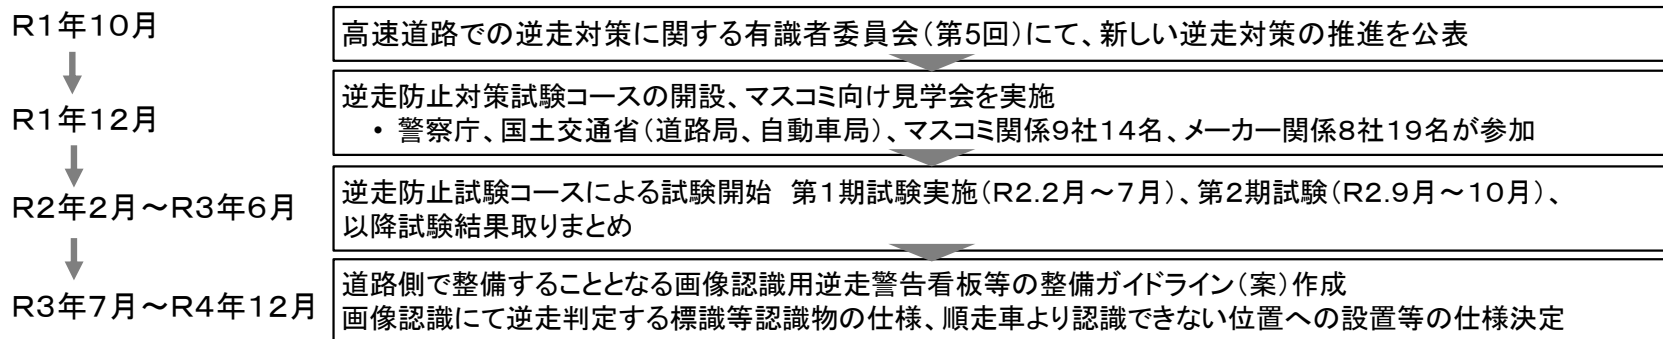 R1年10月
高速道路での逆走対策に関する有識者委員会(第5回)にて、新しい逆走対策の推進を公表
R1年12月
逆走防止対策試験コースの開設、マスコミ向け見学会を実施
• 警察庁、国土交通省(道路局、自動車局)、マスコミ関係9社14名、メーカー関係8社19名が参加
R2年2月～R3年6月
逆走防止試験コースによる試験開始　第1期試験実施(R2.2月～7月)、第2期試験(R2.9月～10月)、
以降試験結果取りまとめ
R3年7月～R4年12月
道路側で整備することとなる画像認識用逆走警告看板等の整備ガイドライン(案)作成
画像認識にて逆走判定する標識等認識物の仕様、順走車より認識できない位置への設置等の仕様決定